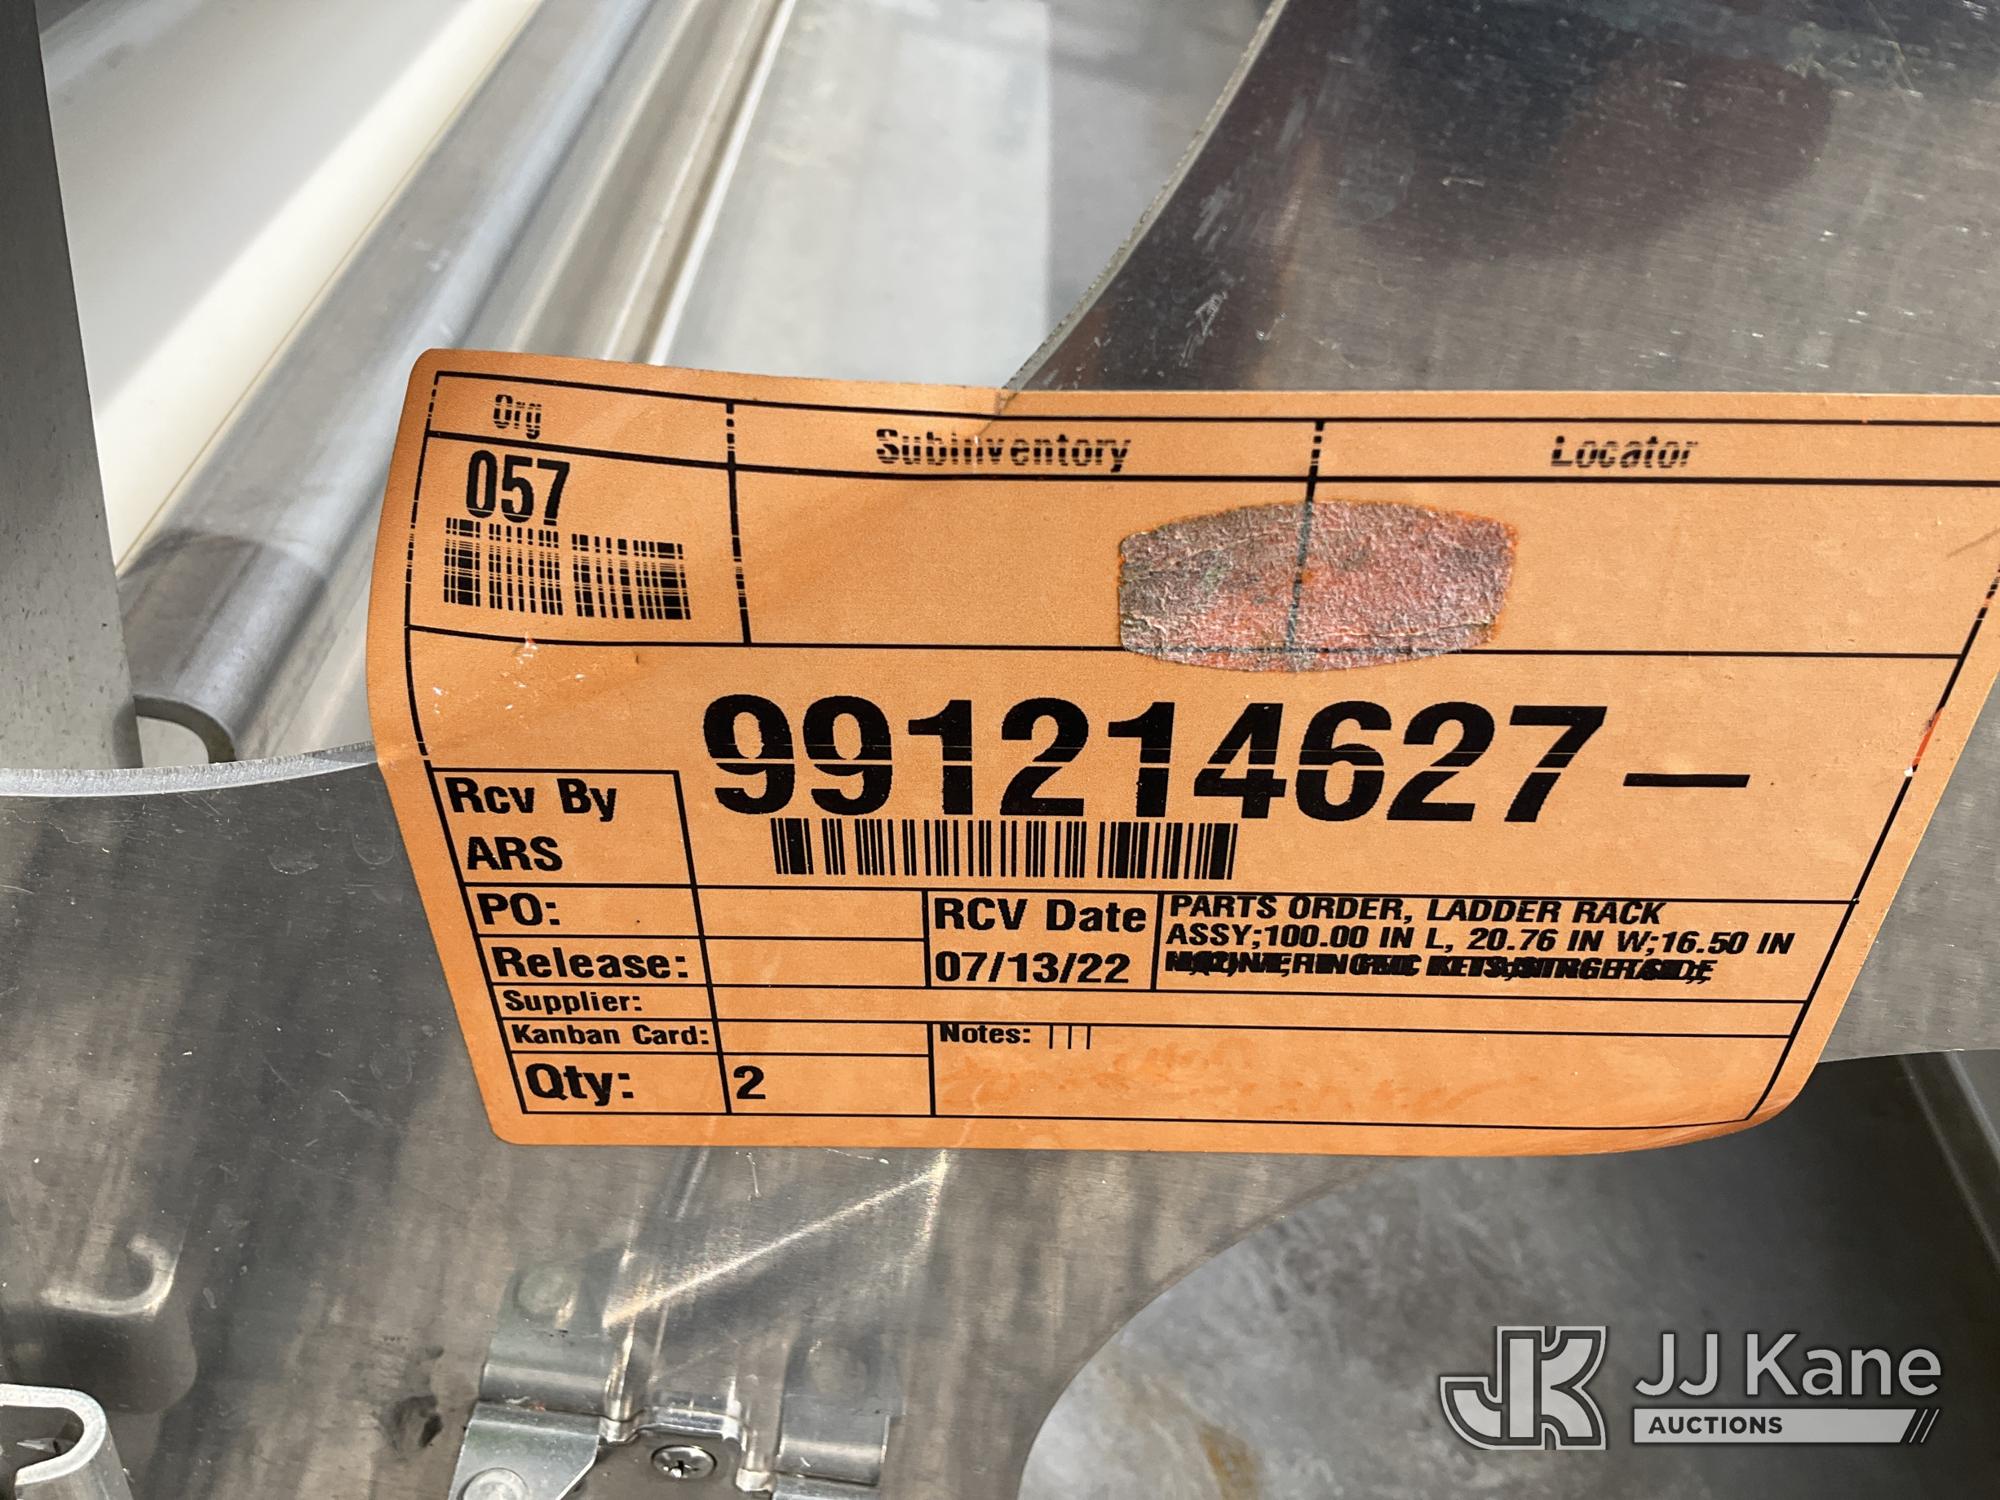 Org
Subinventory
Locator
057
991214627-
Rcv By
ARS
PO:
RCV Date
PARTS ORDER, LADDER RACK
ASSY;100.00 IN L, 20.76 IN W;16.50 IN
Release:
07/13/22
Supplier:
Kanban Card:
Notes: | | |
Qty:
2
JK
JJ Kane
AUCTIONS